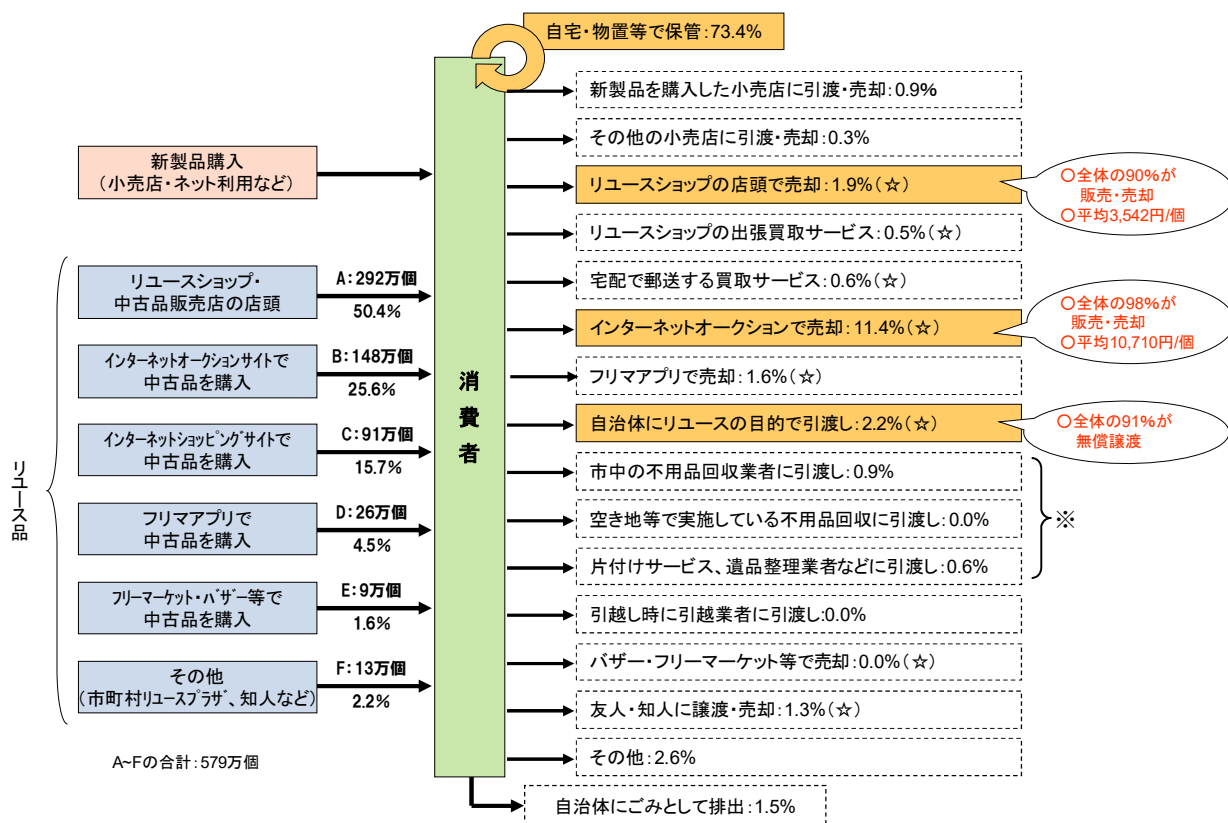 自宅・物置等で保管:73.4%
新製品を購入した小売店に引渡・売却:0.9%
その他の小売店に引渡・売却:0.3%
新製品購入
(小売店・ネット利用など)
リユースショップの店頭で売却:1.9%(☆)
〇全体の90%が
販売・売却
〇平均3,542円/個
リユースショップの出張買取サービス:0.5%(☆)
リユースショップ・
中古品販売店の店頭
A:292万個
50.4%
宅配で郵送する買取サービス:0.6%(☆)
インターネットオークションで売却:11.4%(☆)
〇全体の98%が
販売・売却
〇平均10,710円/個
インターネットオークションサイトで
中古品を購入
B:148万個
25.6%
フリマアプリで売却:1.6%(☆)
消費者
自治体にリユースの目的で引渡し:2.2%(☆)
〇全体の91%が
無償譲渡
インターネットショッピングサイトで
中古品を購入
C:91万個
15.7%
市中の不用品回収業者に引渡し:0.9%
リユース品
フリマアプリで
中古品を購入
D:26万個
4.5%
空き地等で実施している不用品回収に引渡し:0.0%
※
片付けサービス、遺品整理業者などに引渡し:0.6%
フリーマーケット・バザー等で
中古品を購入
E:9万個
1.6%
引越し時に引越業者に引渡し:0.0%
バザー・フリーマーケット等で売却:0.0%(☆)
その他
(市町村リユースプラザ、知人など)
F:13万個
2.2%
友人・知人に譲渡・売却:1.3%(☆)
その他:2.6%
A~Fの合計:579万個
自治体にごみとして排出:1.5%